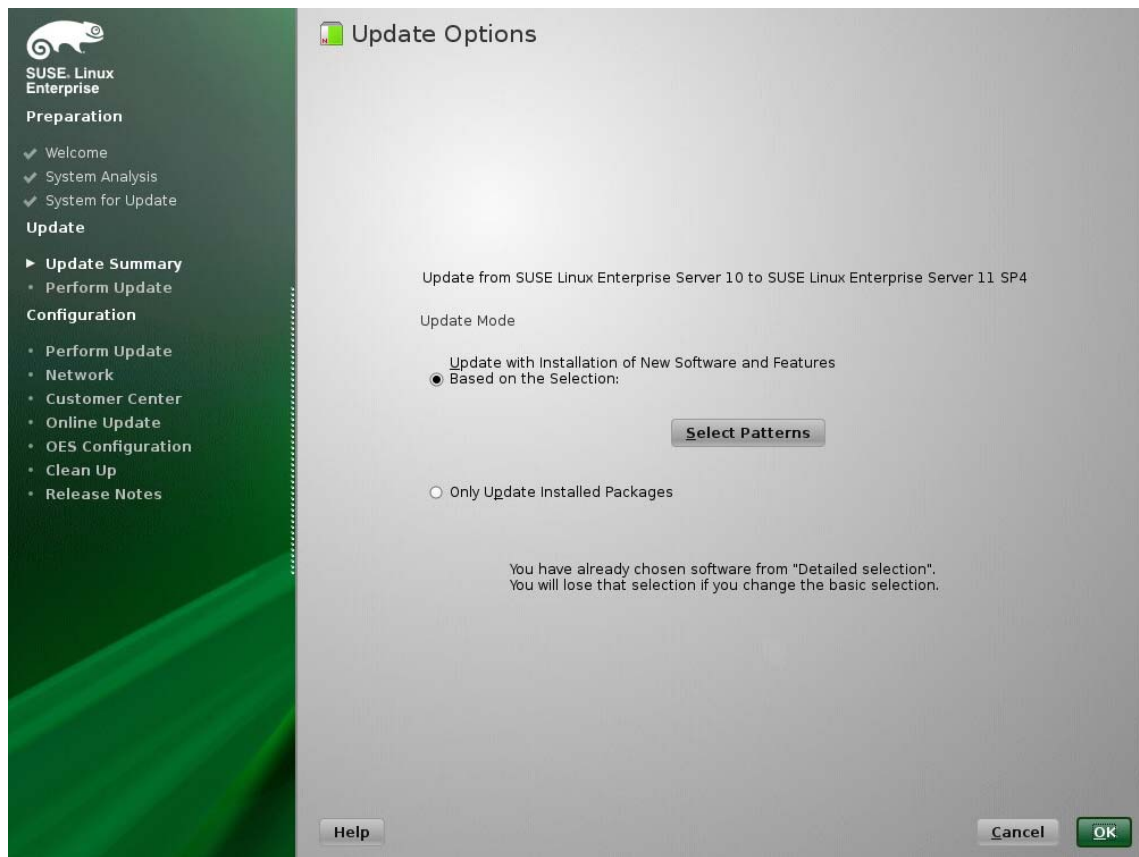 SUSE. Linux
Enterprise
Preparation
Welcome
System Analysis
System for Update
Update
Update Summary
Perform Update
Configuration
Perform Update
Network
Customer Center
Online Update
OES Configuration
Clean Up
Release Notes
Update Options
Update from SUSE Linux Enterprise Server 10 to SUSE Linux Enterprise Server 11 SP4
Update Mode
Update with Installation of New Software and Features
Based on the Selection:
Select Patterns
Only Update Installed Packages
You have already chosen software from "Detailed selection".
You will lose that selection if you change the basic selection.
Help
Cancel
OK